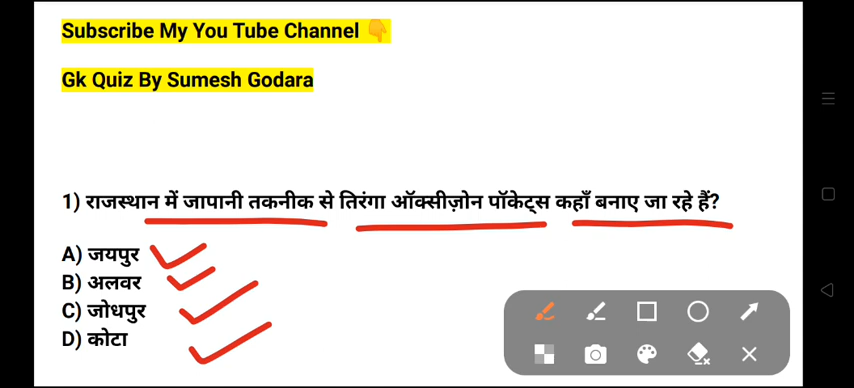 Subscribe My You Tube Channel 👇
Gk Quiz By Sumesh Godara
1) राजस्थान में जापानी तकनीक से तिरंगा ऑक्सीज़ोन पॉकेट्स कहाँ बनाए जा रहे हैं?
A) जयपुर
B) अलवर
C) जोधपुर
D) कोटा